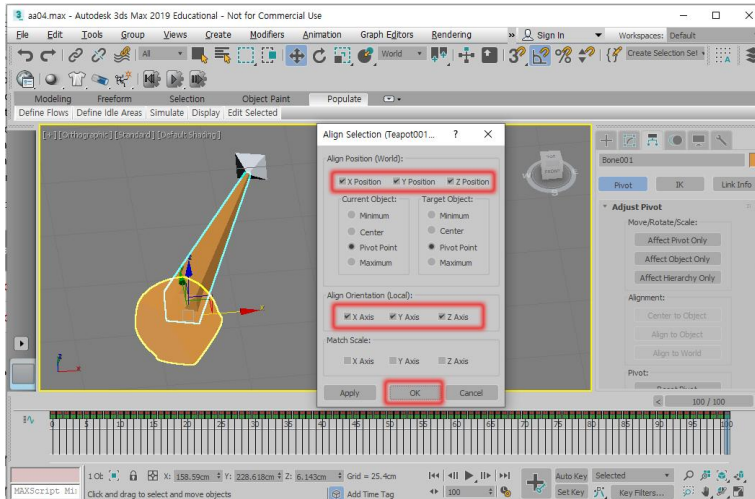 aa04.max - Autodesk 3ds Max 2019 Educational - Not for Commercial Use
File Edit Tools Group Views Create Modifiers Animation Graph Editors Rendering » Sign In Workspaces: Default
All World Create Selection Set
Modeling Freeform Selection Object Paint Populate
Define Flows Define Idle Areas Simulate Display Edit Selected
[+] [Orthographic] [Standard] [Default Shading]
Align Selection (Teapot001... ? X
Align Position (World):
X Position Y Position Z Position
Current Object: Target Object:
Minimum Minimum
Center Center
Pivot Point Pivot Point
Maximum Maximum
Align Orientation (Local):
X Axis Y Axis Z Axis
Match Scale:
X Axis Y Axis Z Axis
Apply OK Cancel
TOP
FRONT
Bone001
Pivot IK Link Info
Adjust Pivot
Move/Rotate/Scale:
Affect Pivot Only
Affect Object Only
Affect Hierarchy Only
Alignment:
Center to Object
Align to Object
Align to World
Pivot:
Reset Pivot
100 / 100
0 5 10 15 20 25 30 35 40 45 50 55 60 65 70 75 80 85 90 95 100
X: 158.59cm Y: 228.618cm Z: 6.143cm Grid = 25.4cm
Auto Key Selected
MAXScript Mi
Click and drag to select and move objects
Add Time Tag
100
Set Key Key Filters...